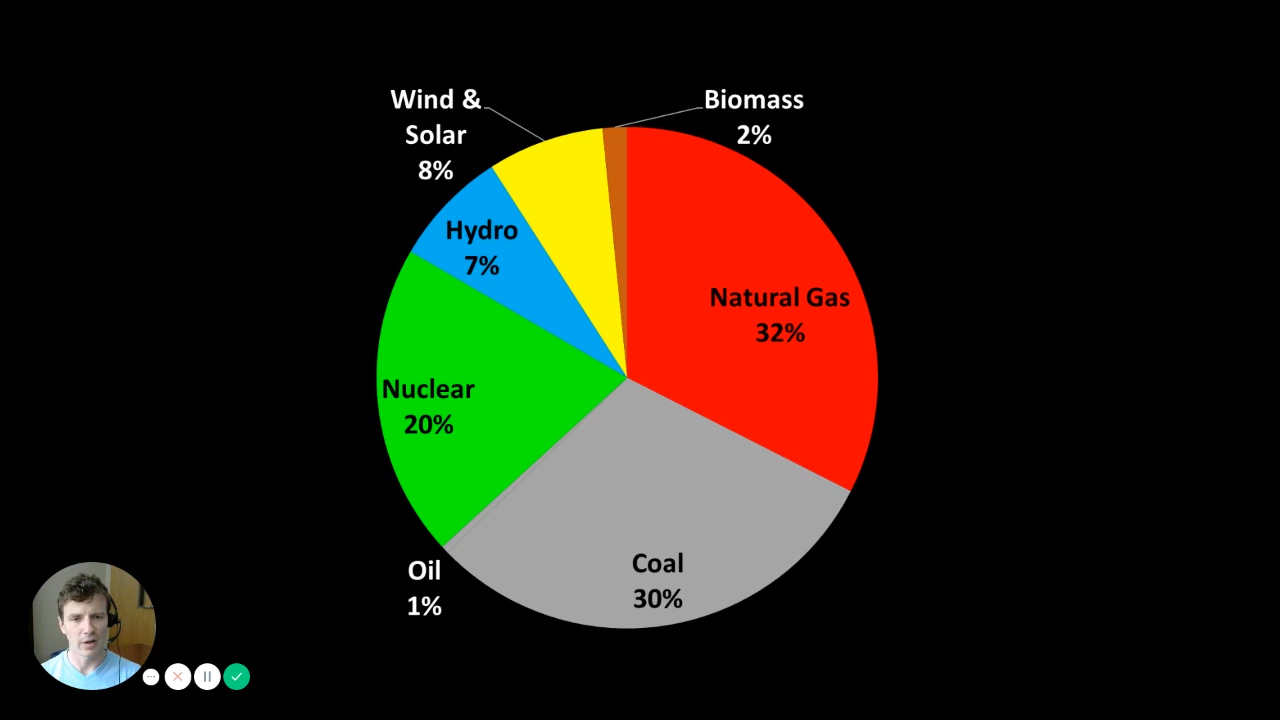 Wind &
Solar
8%
Biomass
2%
Hydro
7%
Natural Gas
32%
Nuclear
20%
Coal
30%
Oil
1%